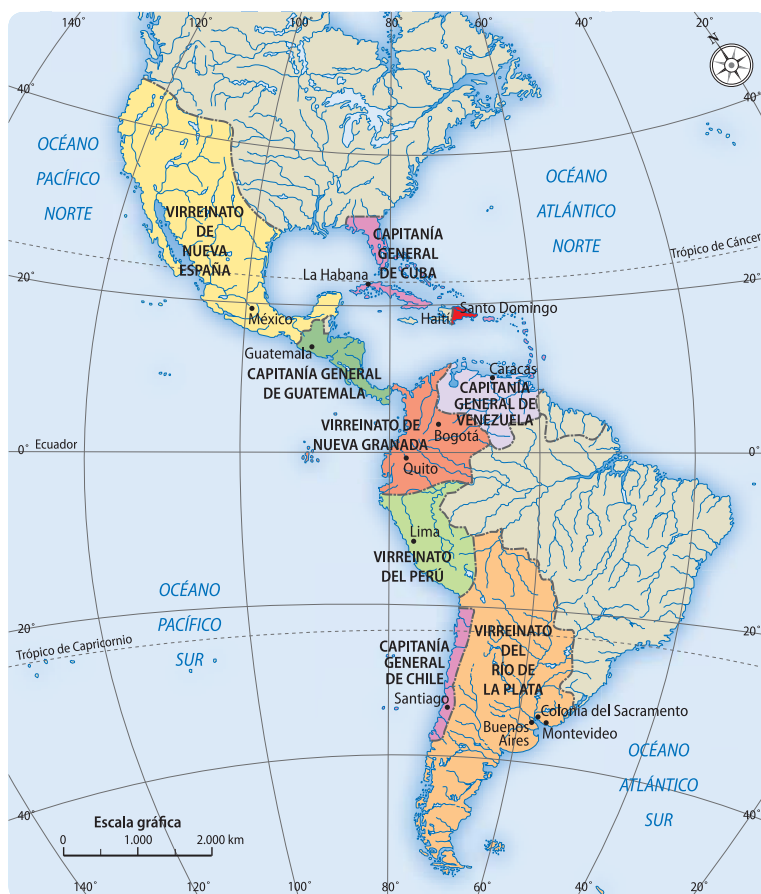 140°
120°
100°
80°
60°
40°
20°
N
40°
40°
OCÉANO
PACÍFICO
NORTE
OCÉANO
ATLÁNTICO
NORTE
VIRREINATO
DE
NUEVA
ESPAÑA
CAPITANÍA
GENERAL
DE CUBA
Trópico de Cáncer
La Habana
20°
20°
México
Haití
Santo Domingo
Guatemala
CAPITANÍA GENERAL
DE GUATEMALA
Caracas
CAPITANÍA
GENERAL DE
VENEZUELA
VIRREINATO DE
NUEVA GRANADA
Bogotá
Ecuador
0°
0°
Quito
Lima
VIRREINATO
DEL PERÚ
OCÉANO
PACÍFICO
SUR
20°
20°
Trópico de Capricornio
VIRREINATO
DEL
RÍO DE
LA PLATA
CAPITANÍA
GENERAL
DE CHILE
Santiago
Colonia del Sacramento
Buenos
Aires
Montevideo
OCÉANO
ATLÁNTICO
SUR
40°
40°
Escala gráfica
0
1.000
2.000 km
140°
120°
100°
80°
60°
40°
20°